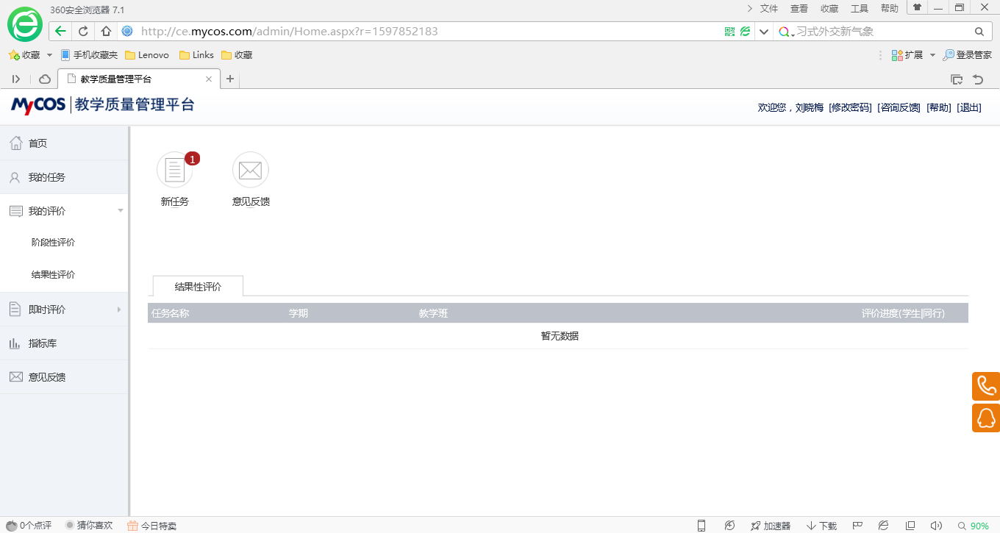 360安全浏览器 7.1
文件 查看 收藏 工具 帮助
http://ce.mycos.com/admin/Home.aspx?r=1597852183
习式外交新气象
收藏 手机收藏夹 Lenovo Links 收藏
扩展 登录管家
教学质量管理平台
MyCOS 教学质量管理平台
欢迎您，刘晓梅 [修改密码] [咨询反馈] [帮助] [退出]
首页
我的任务
我的评价
阶段性评价
结果性评价
即时评价
指标库
意见反馈
1
新任务 意见反馈
结果性评价
任务名称 学期 教学班 评价进度(学生|同行)
暂无数据
0个点评 猜你喜欢 今日特卖
加速器 下载 90%